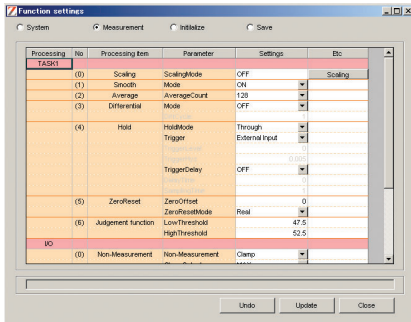 Function settings
System Measurement Initilalize Save
Processing No Processing item Parameter Settings Etc
TASK1
(0) Scaling ScalingMode OFF Scaling
(1) Smooth Mode ON
(2) Average AverageCount 128
(3) Differential Mode OFF
(4) Hold HoldMode Through
Trigger External Input
TriggerDelay OFF
(5) ZeroReset ZeroOffset 0
ZeroResetMode Real
(6) Judgement function LowThreshold 47.5
HighThreshold 52.5
I/O
(0) Non-Measurement Non-Measurement Clamp
Undo Update Close